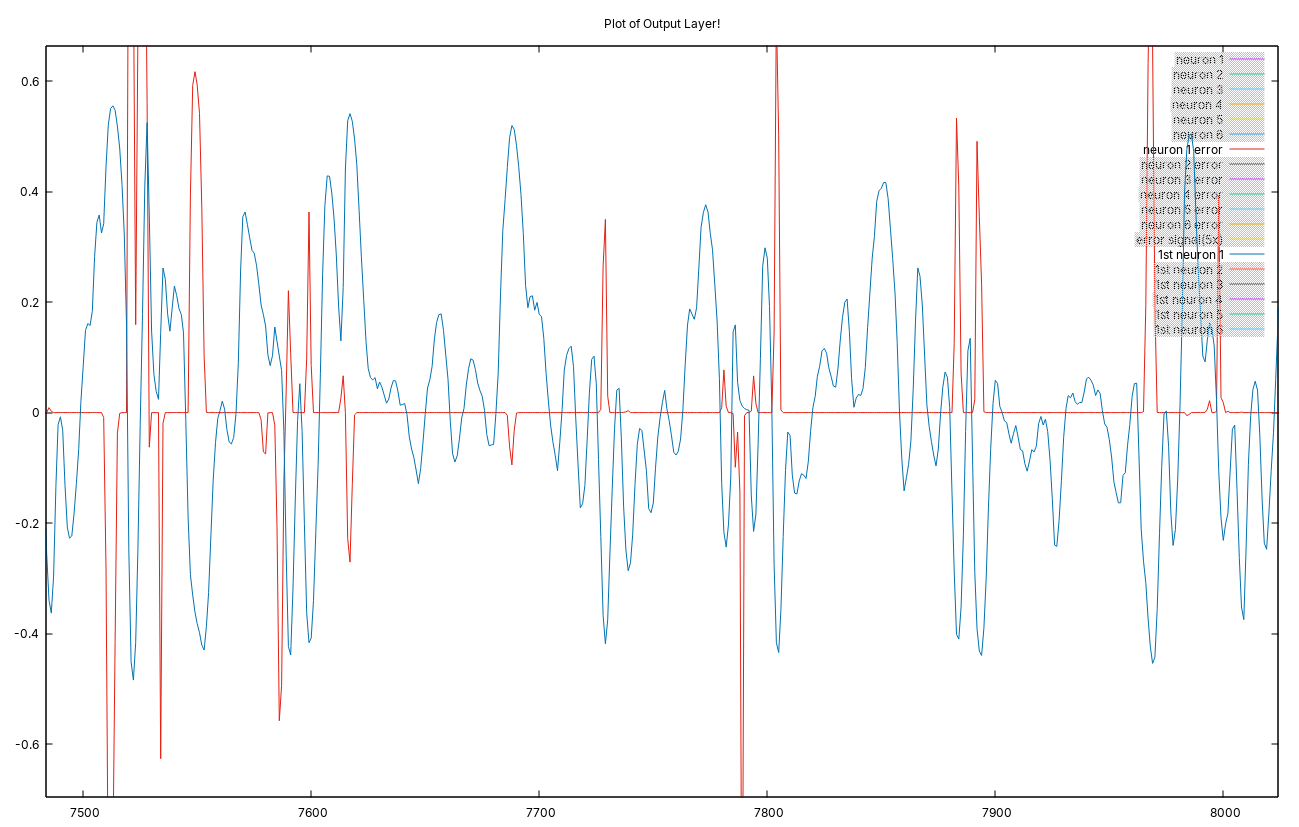 Plot of Output Layer!
neuron 1
neuron 2
neuron 3
neuron 4
neuron 5
neuron 6
neuron 1 error
neuron 2 error
neuron 3 error
neuron 4 error
neuron 5 error
neuron 6 error
error signal(5x)
1st neuron 1
1st neuron 2
1st neuron 3
1st neuron 4
1st neuron 5
1st neuron 6
0.6
0.4
0.2
0
-0.2
-0.4
-0.6
7500 7600 7700 7800 7900 8000